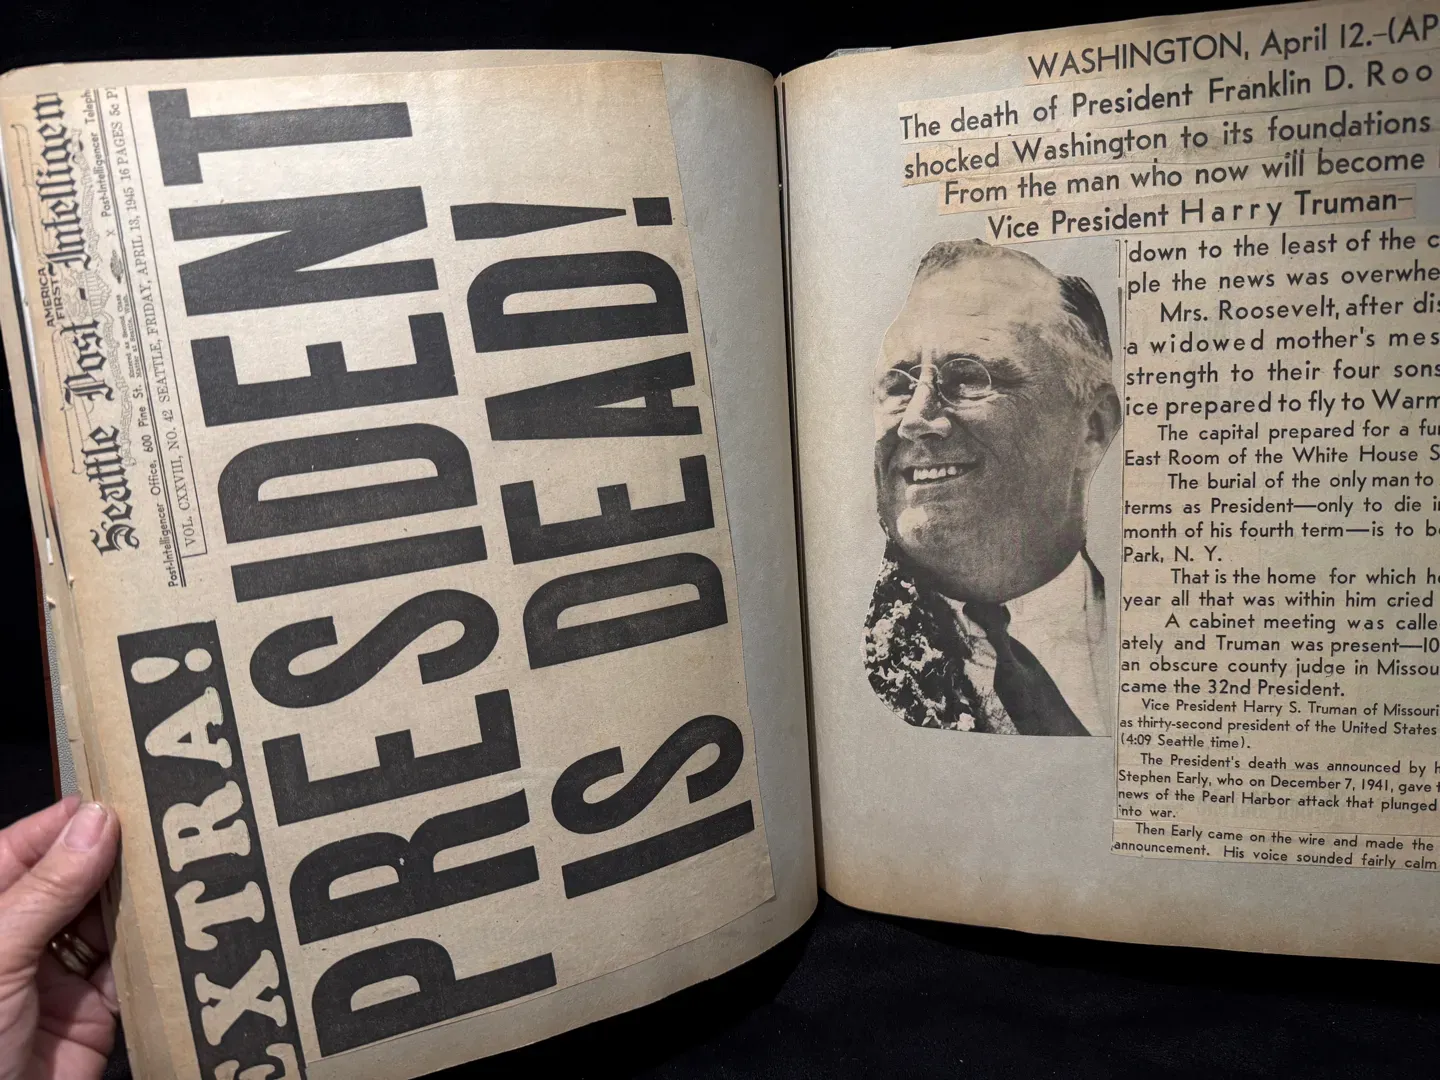 EXTRA!
AMERICA
FIRST
Seattle Post-Intelligen
Post-Intelligencer Office, 600 Pine St.
Entered as Second Class
Post-Intelligencer Teleph
VOL. CXXVIII, NO. 42 SEATTLE, FRIDAY, APRIL 13, 1945 16 PAGES 5c
PRESIDENT
IS DEAD!
WASHINGTON, April 12.—(AP
The death of President Franklin D. Roo
shocked Washington to its foundations
From the man who now will become
Vice President Harry Truman—
down to the least of the c
ple the news was overwhe
Mrs. Roosevelt, after dis
a widowed mother's mes
strength to their four sons
ice prepared to fly to Warm
The capital prepared for a fu
East Room of the White House S
The burial of the only man to
terms as President—only to die i
month of his fourth term—is to b
Park, N. Y.
That is the home for which he
year all that was within him cried
A cabinet meeting was calle
ately and Truman was present—10
an obscure county judge in Missou
came the 32nd President.
Vice President Harry S. Truman of Missouri
as thirty-second president of the United States
(4:09 Seattle time).
The President's death was announced by h
Stephen Early, who on December 7, 1941, gave t
news of the Pearl Harbor attack that plunged
into war.
Then Early came on the wire and made the
announcement. His voice sounded fairly calm